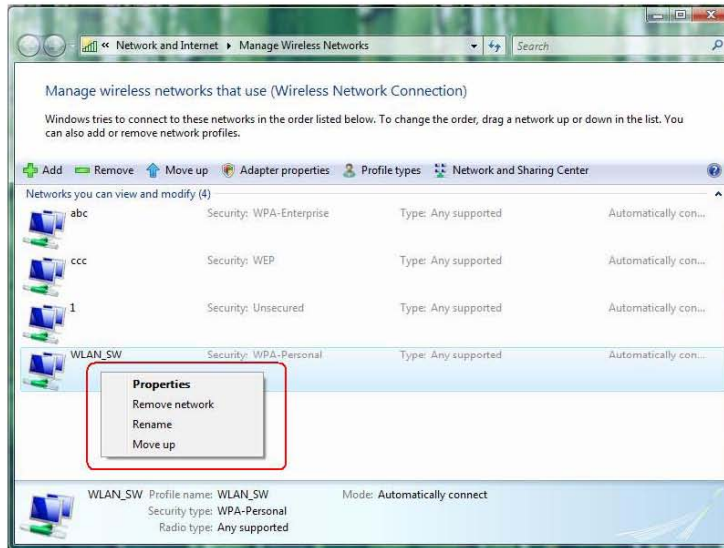 « Network and Internet ▸ Manage Wireless Networks
Search
Manage wireless networks that use (Wireless Network Connection)
Windows tries to connect to these networks in the order listed below. To change the order, drag a network up or down in the list. You
can also add or remove network profiles.
Add Remove Move up Adapter properties Profile types Network and Sharing Center
Networks you can view and modify (4)
abc Security: WPA-Enterprise Type: Any supported Automatically con...
ccc Security: WEP Type: Any supported Automatically con...
1 Security: Unsecured Type: Any supported Automatically con...
WLAN_SW Security: WPA-Personal Type: Any supported Automatically con...
Properties
Remove network
Rename
Move up
WLAN_SW Profile name: WLAN_SW Mode: Automatically connect
Security type: WPA-Personal
Radio type: Any supported